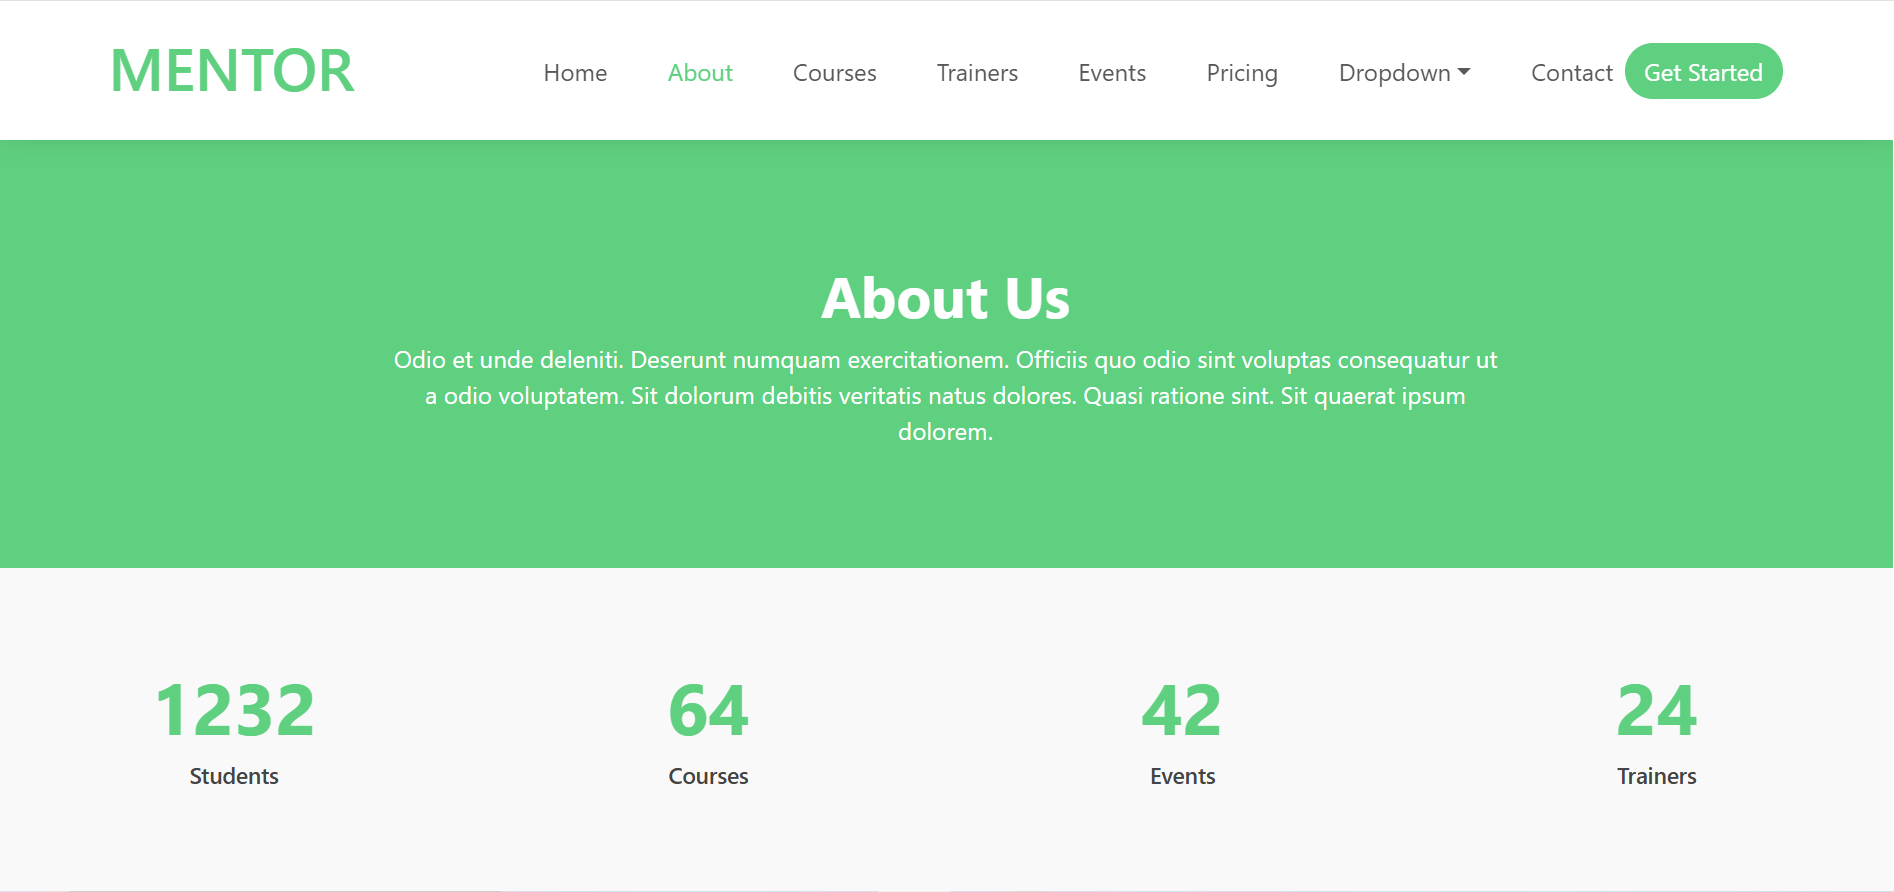 MENTOR
Home About Courses Trainers Events Pricing Dropdown Contact Get Started
About Us
Odio et unde deleniti. Deserunt numquam exercitationem. Officiis quo odio sint voluptas consequatur ut
a odio voluptatem. Sit dolorum debitis veritatis natus dolores. Quasi ratione sint. Sit quaerat ipsum
dolorem.
1232 64 42 24
Students Courses Events Trainers